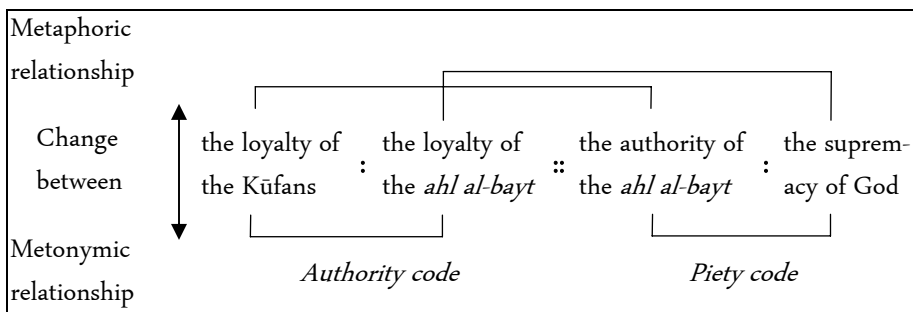 Metaphoric
relationship
Change
between
the loyalty of
the Kūfans
:
the loyalty of
the ahl al-bayt
::
the authority of
the ahl al-bayt
:
the suprem-
acy of God
Metonymic
relationship
Authority code
Piety code